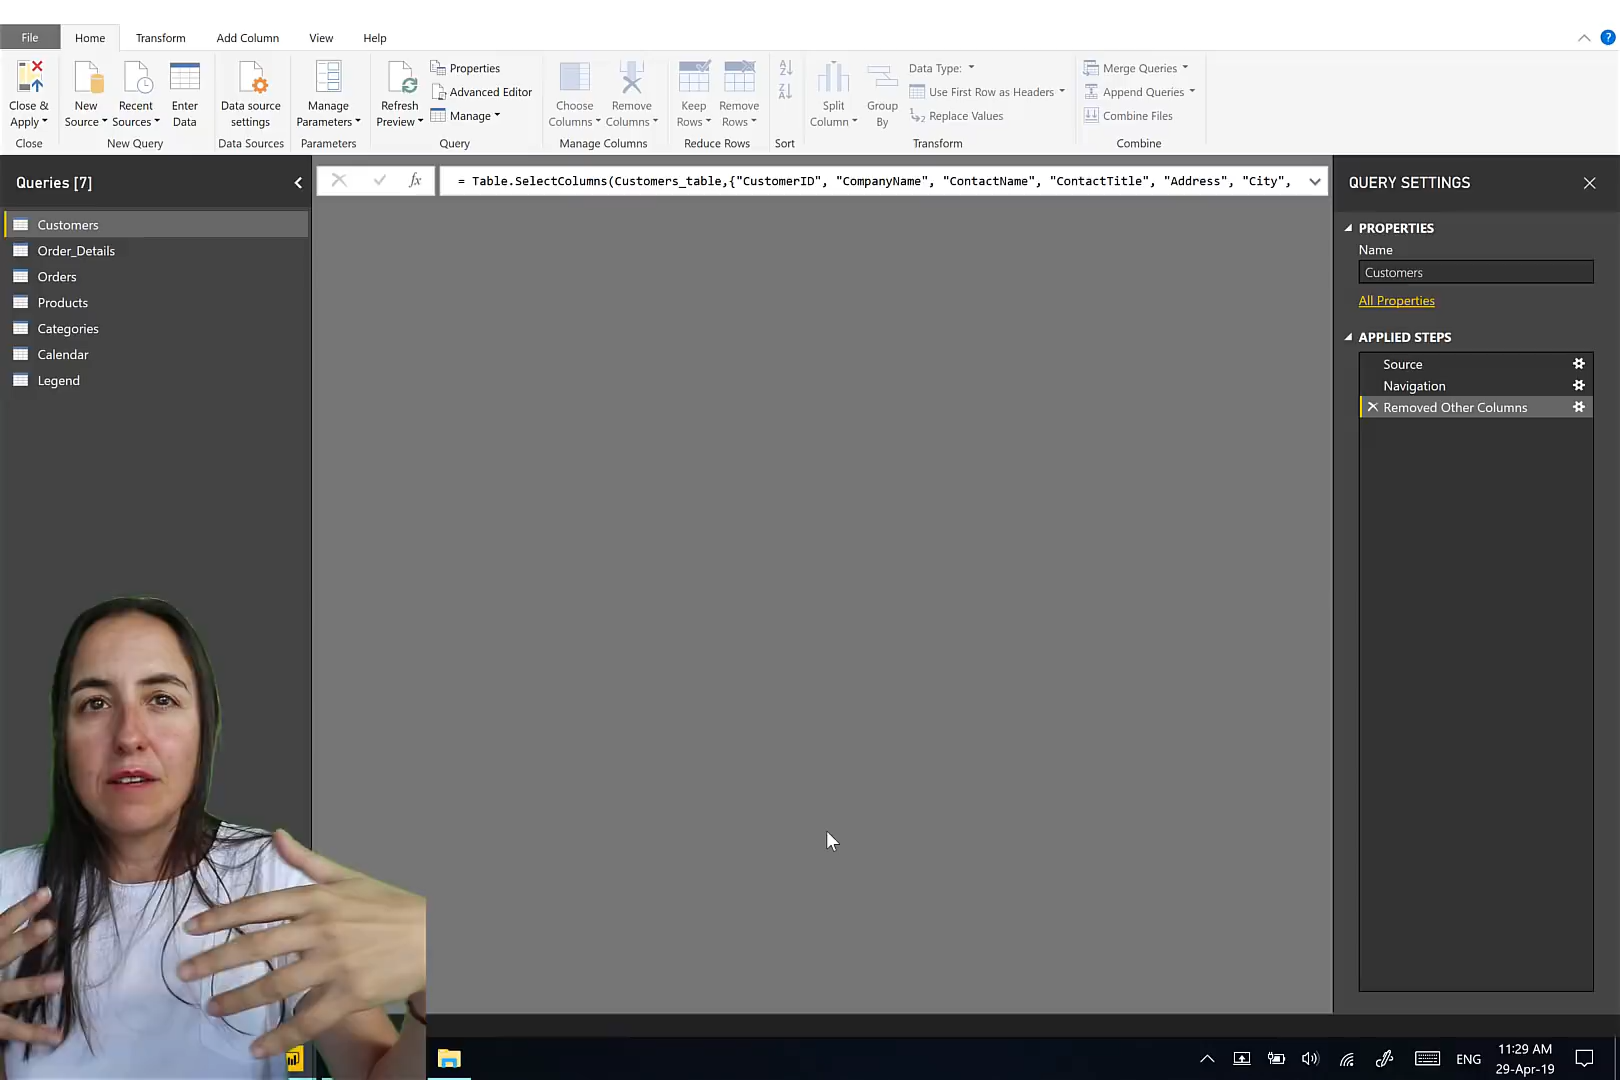 File Home Transform Add Column View Help
Close & Apply
New Source
Recent Sources
Enter Data
Data source settings
Manage Parameters
Refresh Preview
Properties
Advanced Editor
Manage
Choose Columns
Remove Columns
Keep Rows
Remove Rows
Split Column
Group By
Data Type:
Use First Row as Headers
Replace Values
Merge Queries
Append Queries
Combine Files
Close New Query Data Sources Parameters Query Manage Columns Reduce Rows Sort Transform Combine
Queries [7]
Customers
Order_Details
Orders
Products
Categories
Calendar
Legend
fx = Table.SelectColumns(Customers_table,{"CustomerID", "CompanyName", "ContactName", "ContactTitle", "Address", "City",
QUERY SETTINGS
PROPERTIES
Name
Customers
All Properties
APPLIED STEPS
Source
Navigation
Removed Other Columns
ENG
11:29 AM
29-Apr-19